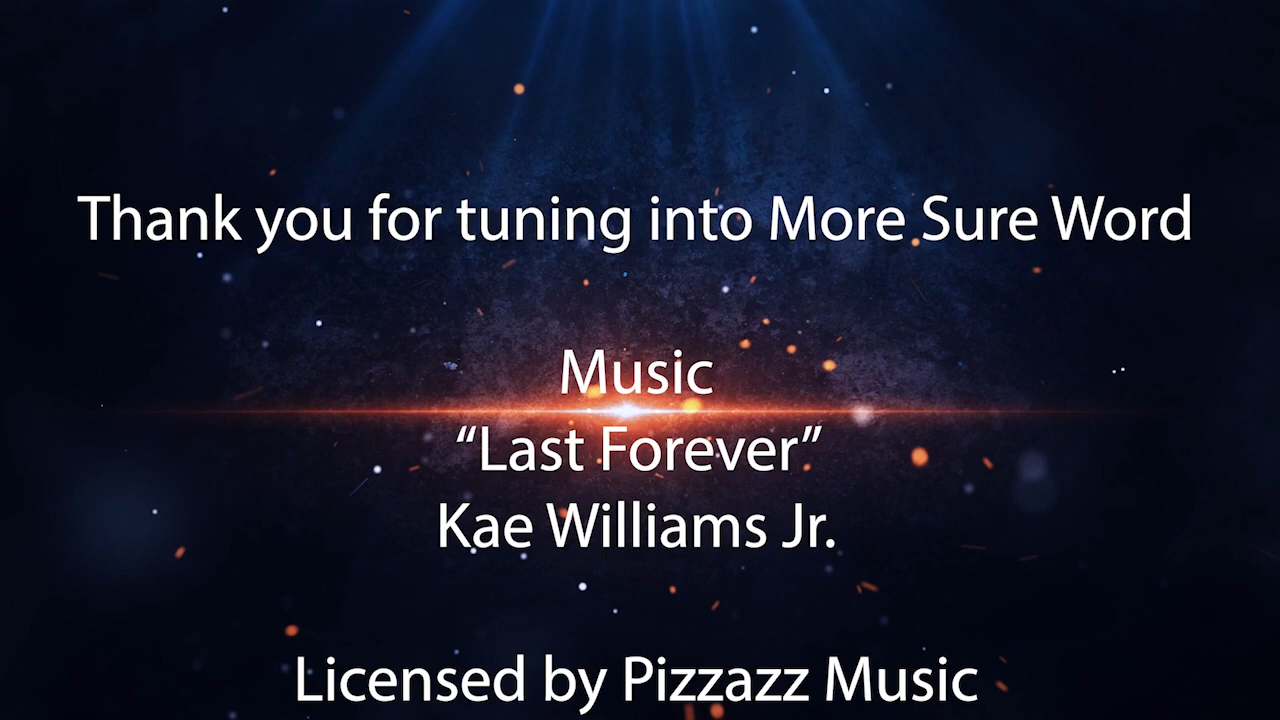 Thank you for tuning into More Sure Word
Music
“Last Forever”
Kae Williams Jr.
Licensed by Pizzazz Music